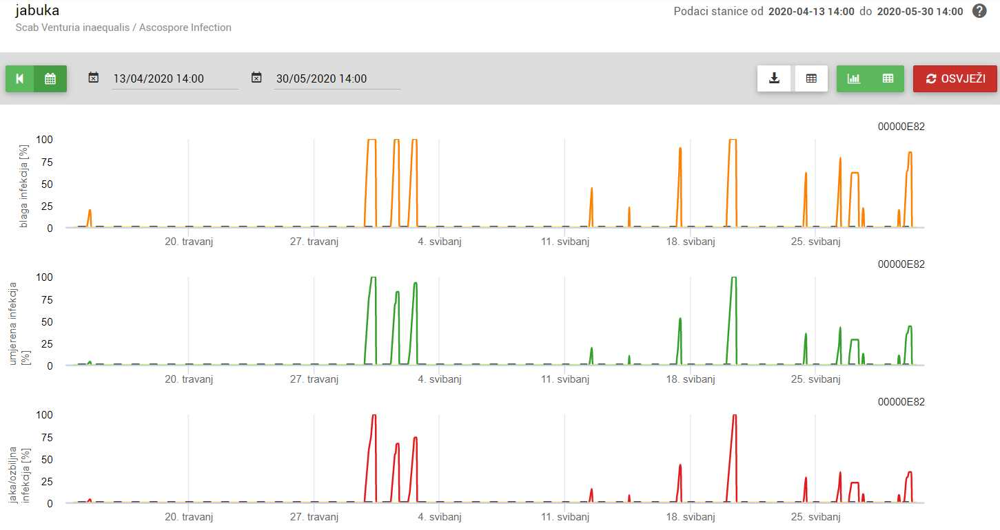 jabuka
Podaci stanice od 2020-04-13 14:00 do 2020-05-30 14:00 ?
Scab Venturia inaequalis / Ascospore Infection
13/04/2020 14:00
30/05/2020 14:00
OSVJEŽI
00000E82
blaga infekcija [%]
100
75
50
25
0
20. travanj
27. travanj
4. svibanj
11. svibanj
18. svibanj
25. svibanj
00000E82
umjerena infekcija
[%]
100
75
50
25
0
20. travanj
27. travanj
4. svibanj
11. svibanj
18. svibanj
25. svibanj
00000E82
jaka/ozbiljna
infekcija [%]
100
75
50
25
0
20. travanj
27. travanj
4. svibanj
11. svibanj
18. svibanj
25. svibanj